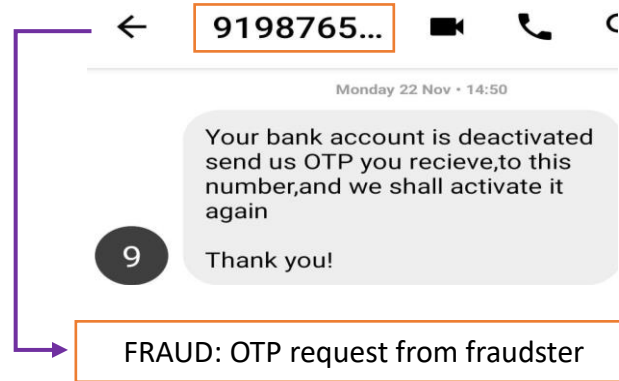 9198765...
Monday 22 Nov • 14:50
Your bank account is deactivated
send us OTP you recieve,to this
number,and we shall activate it
again
Thank you!
9
FRAUD: OTP request from fraudster